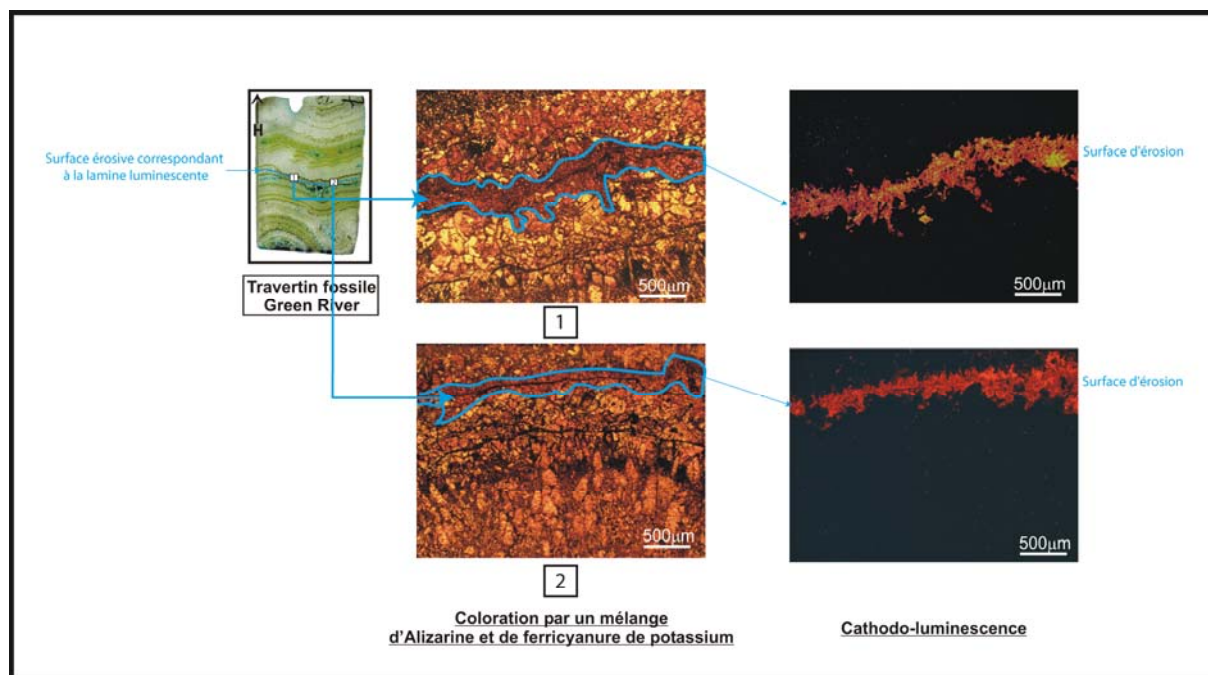 H
Surface érosive correspondant
à la lamine luminescente
1
2
Travertin fossile
Green River
500µm
1
500µm
Surface d'érosion
500µm
2
500µm
Surface d'érosion
Coloration par un mélange
d'Alizarine et de ferricyanure de potassium
Cathodo-luminescence